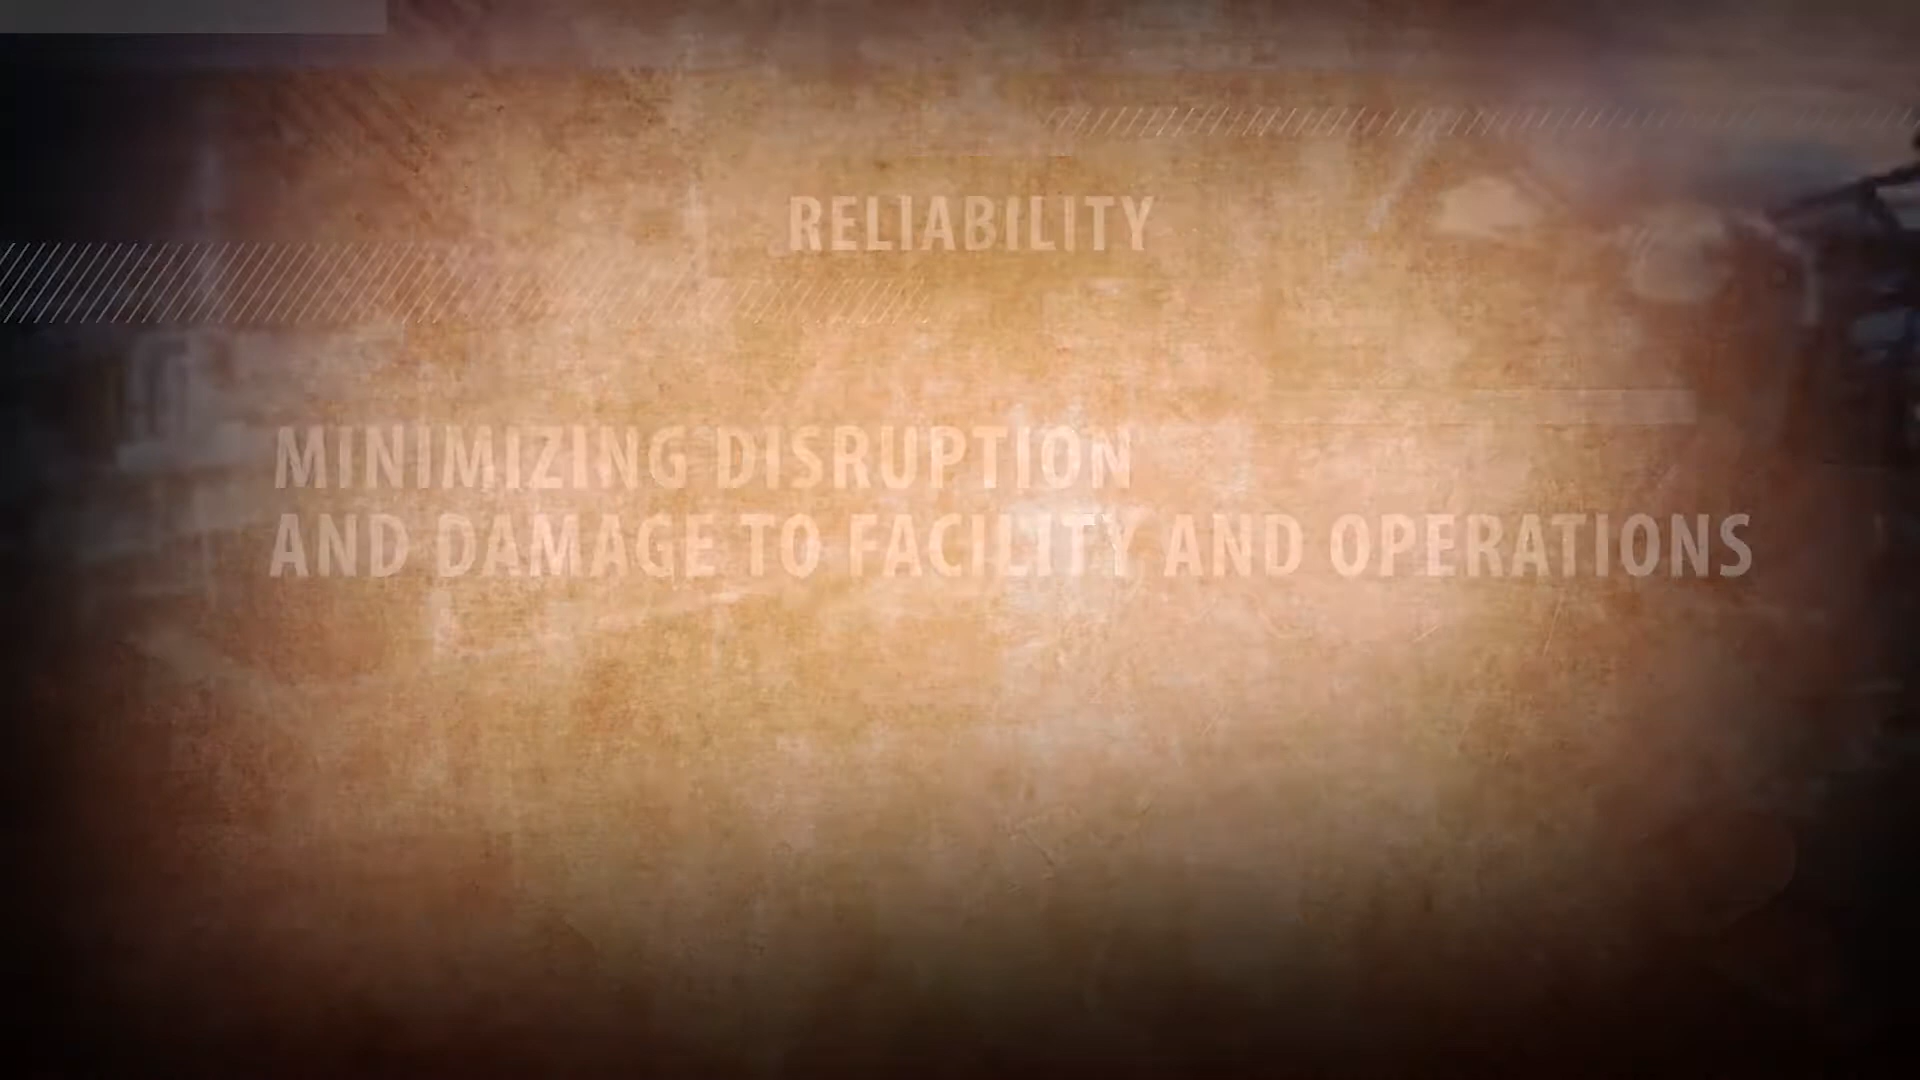 RELIABILITY
MINIMIZING DISRUPTION
AND DAMAGE TO FACILITY AND OPERATIONS